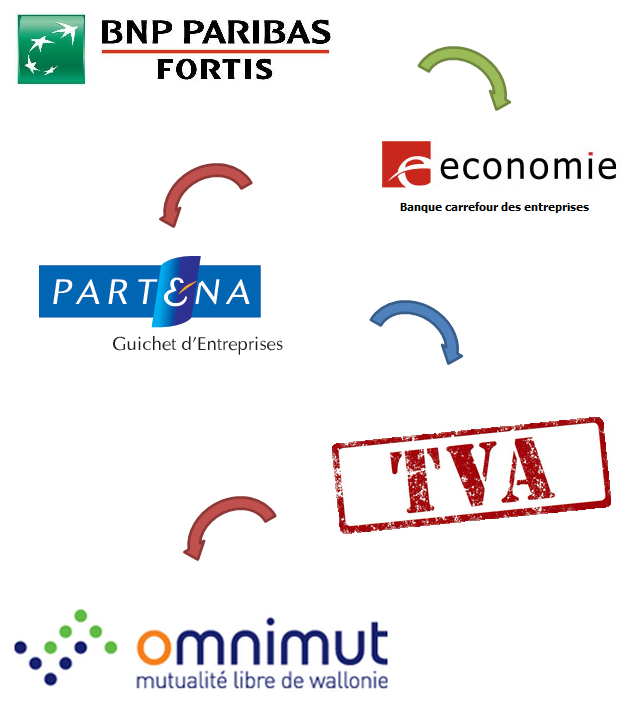 BNP PARIBAS
FORTIS
economie
Banque carrefour des entreprises
PARTENA
Guichet d'Entreprises
TVA
omnimut
mutualité libre de wallonie